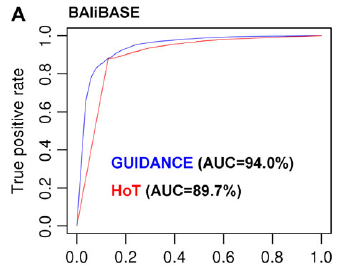 A
BAliBASE
True positive rate
1.0
0.8
0.6
0.4
0.2
0.0
GUIDANCE (AUC=94.0%)
HoT (AUC=89.7%)
0.0 0.2 0.4 0.6 0.8 1.0